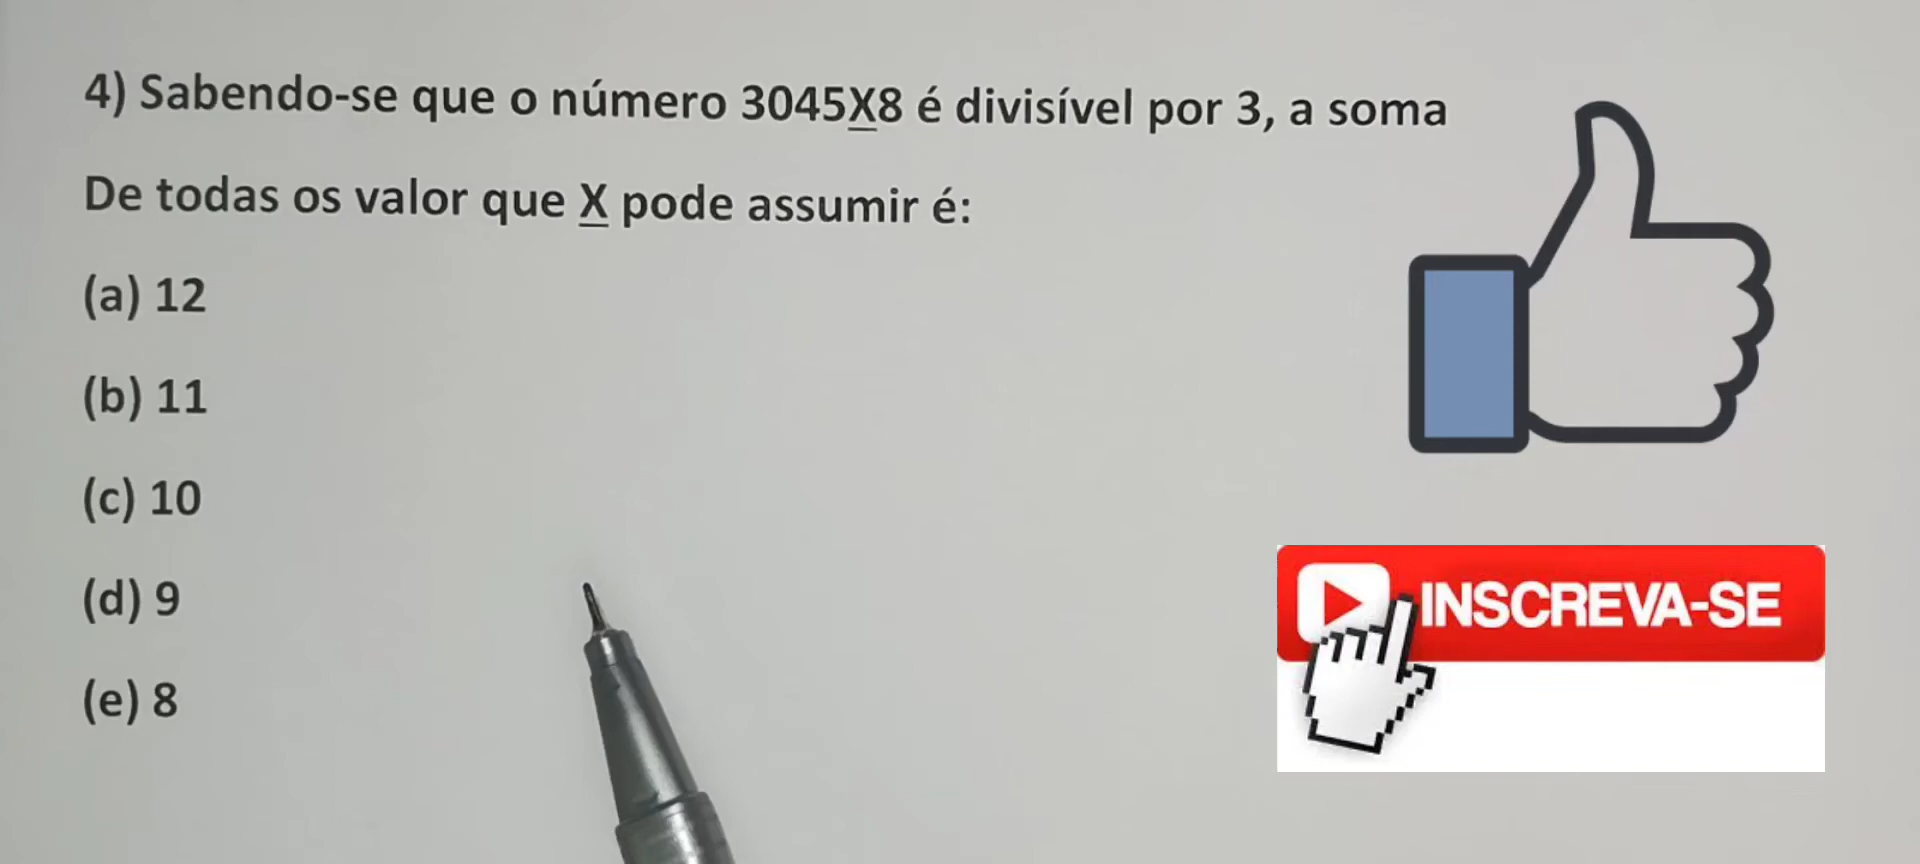 4) Sabendo-se que o número 3045X8 é divisível por 3, a soma
De todas os valor que X pode assumir é:
(a) 12
(b) 11
(c) 10
(d) 9
(e) 8
INSCREVA-SE